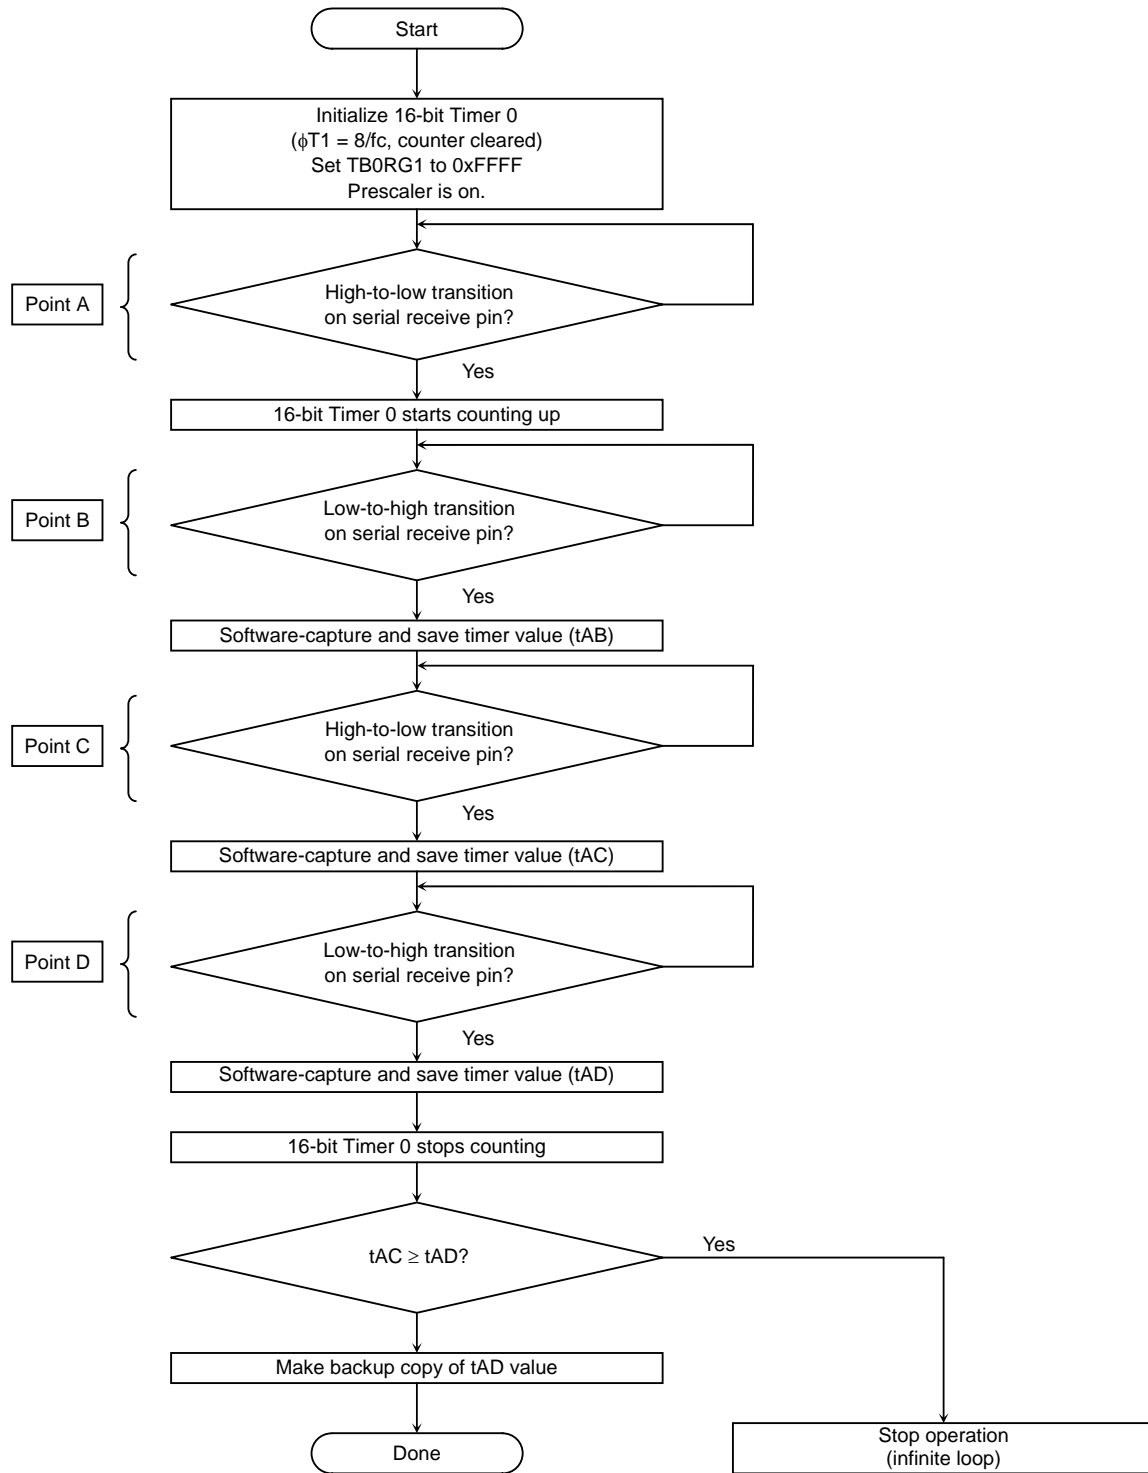 Start
Initialize 16-bit Timer 0
(ϕT1 = 8/fc, counter cleared)
Set TB0RG1 to 0xFFFF
Prescaler is on.
Point A
High-to-low transition
on serial receive pin?
Yes
16-bit Timer 0 starts counting up
Point B
Low-to-high transition
on serial receive pin?
Yes
Software-capture and save timer value (tAB)
Point C
High-to-low transition
on serial receive pin?
Yes
Software-capture and save timer value (tAC)
Point D
Low-to-high transition
on serial receive pin?
Yes
Software-capture and save timer value (tAD)
16-bit Timer 0 stops counting
tAC ≥ tAD?
Yes
Make backup copy of tAD value
Done
Stop operation
(infinite loop)